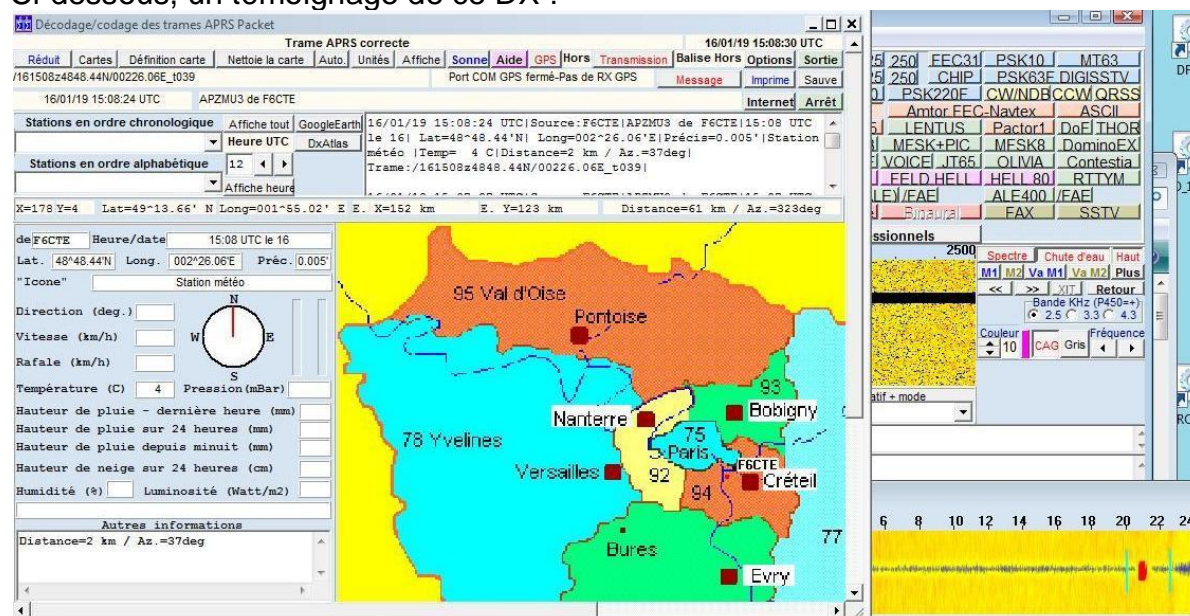 Ci-dessous, un témoignage de ce DX :
Décodage/codage des trames APRS Packet
Trame APRS correcte 16/01/19 15:08:30 UTC
Réduit Cartes Définition carte Nettoie la carte Auto. Unités Affiche Sonne Aide GPS Hors Transmission Balise Hors Options Sortie
/161508z4848.44N/00226.06E_t039 Port COM GPS fermé-Pas de RX GPS Message Imprime Sauve
16/01/19 15:08:24 UTC APZMU3 de F6CTE Internet Arrêt
Stations en ordre chronologique Affiche tout GoogleEarth
Heure UTC DxAtlas
Stations en ordre alphabétique 12
Affiche heure
16/01/19 15:08:24 UTC|Source:F6CTE|APZMU3 de F6CTE|15:08 UTC
le 16| Lat=48^48.44'N| Long=002^26.06'E|Précis=0.005'|Station
météo |Temp= 4 C|Distance=2 km / Az.=37deg|
Trame:/161508z4848.44N/00226.06E_t039|
X=178 Y=4 Lat=49^13.66' N Long=001^55.02' E E. X=152 km E. Y=123 km Distance=61 km / Az.=323deg
de F6CTE Heure/date 15:08 UTC le 16
Lat. 48^48.44'N Long. 002^26.06'E Préc. 0.005'
"Icone" Station météo
Direction (deg.)
Vitesse (km/h)
Rafale (km/h)
N
W E
S
Température (C) 4 Pression(mBar)
Hauteur de pluie - dernière heure (mm)
Hauteur de pluie sur 24 heures (mm)
Hauteur de pluie depuis minuit (mm)
Hauteur de neige sur 24 heures (cm)
Humidité (%) Luminosité (Watt/m2)
Autres informations
Distance=2 km / Az.=37deg
95 Val d'Oise
Pontoise
93
Nanterre
Bobigny
78 Yvelines
75
Paris
Versailles
92
F6CTE
Créteil
94
77
Bures
Evry
250 FEC31 PSK10 MT63
250 CHIP PSK63F DIGISSTV
PSK220F CW/NDB CCW QRSS
Amtor FEC-Navtex ASCII
LENTUS Pactor1 DoF THOR
MFSK+PIC MFSK8 DominoEX
VOICE JT65 OLIVIA Contestia
FELD HELL HELL 80 RTTYM
/FAE ALE400 /FAE
Binaural FAX SSTV
ssionnels
2500
Spectre Chute d'eau Haut
M1 M2 Va M1 Va M2 Plus
<< >> XIT Retour
Bande KHz (P450=+)
2.5 3.3 4.3
Couleur Fréquence
10 CAG Gris
atif + mode
6 8 10 12 14 16 18 20 22 24